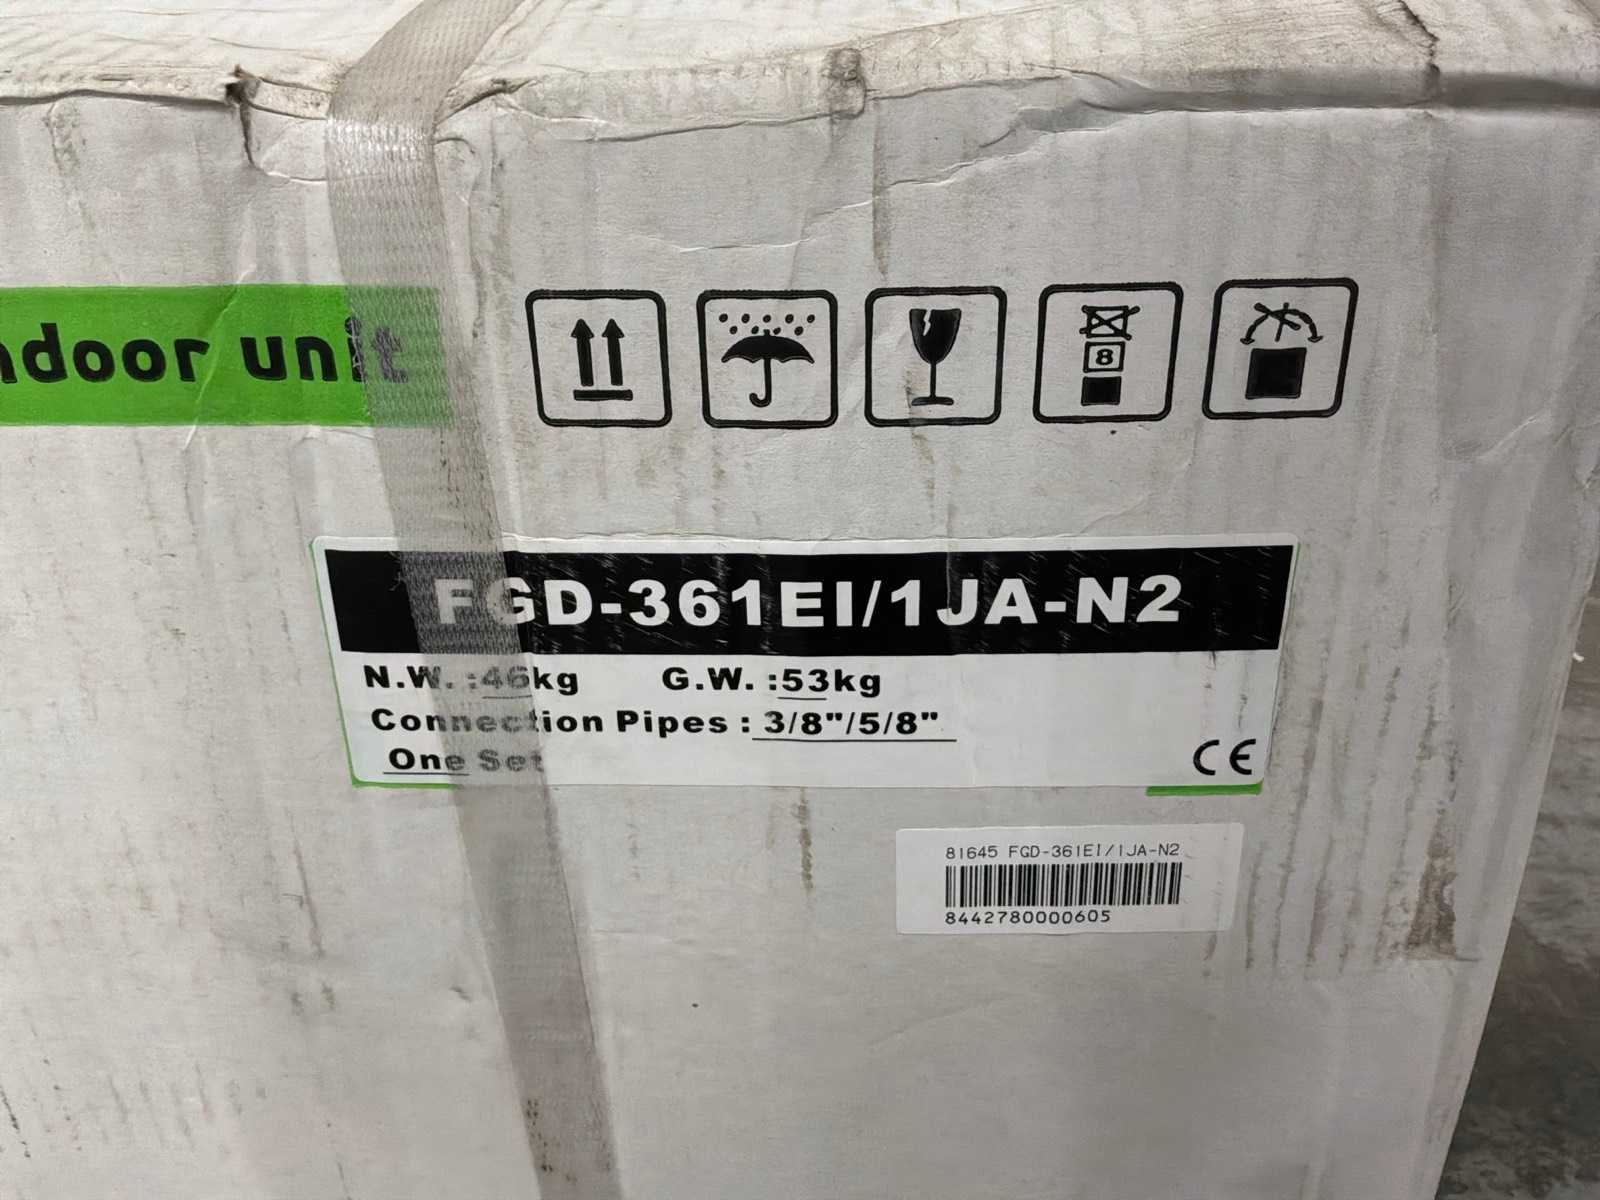 ndoor unit
8
FGD-361EI/1JA-N2
N.W. :46kg G.W. :53kg
Connection Pipes : 3/8"/5/8"
One Set
CE
81645 FGD-361EI/1JA-N2
8442780000605